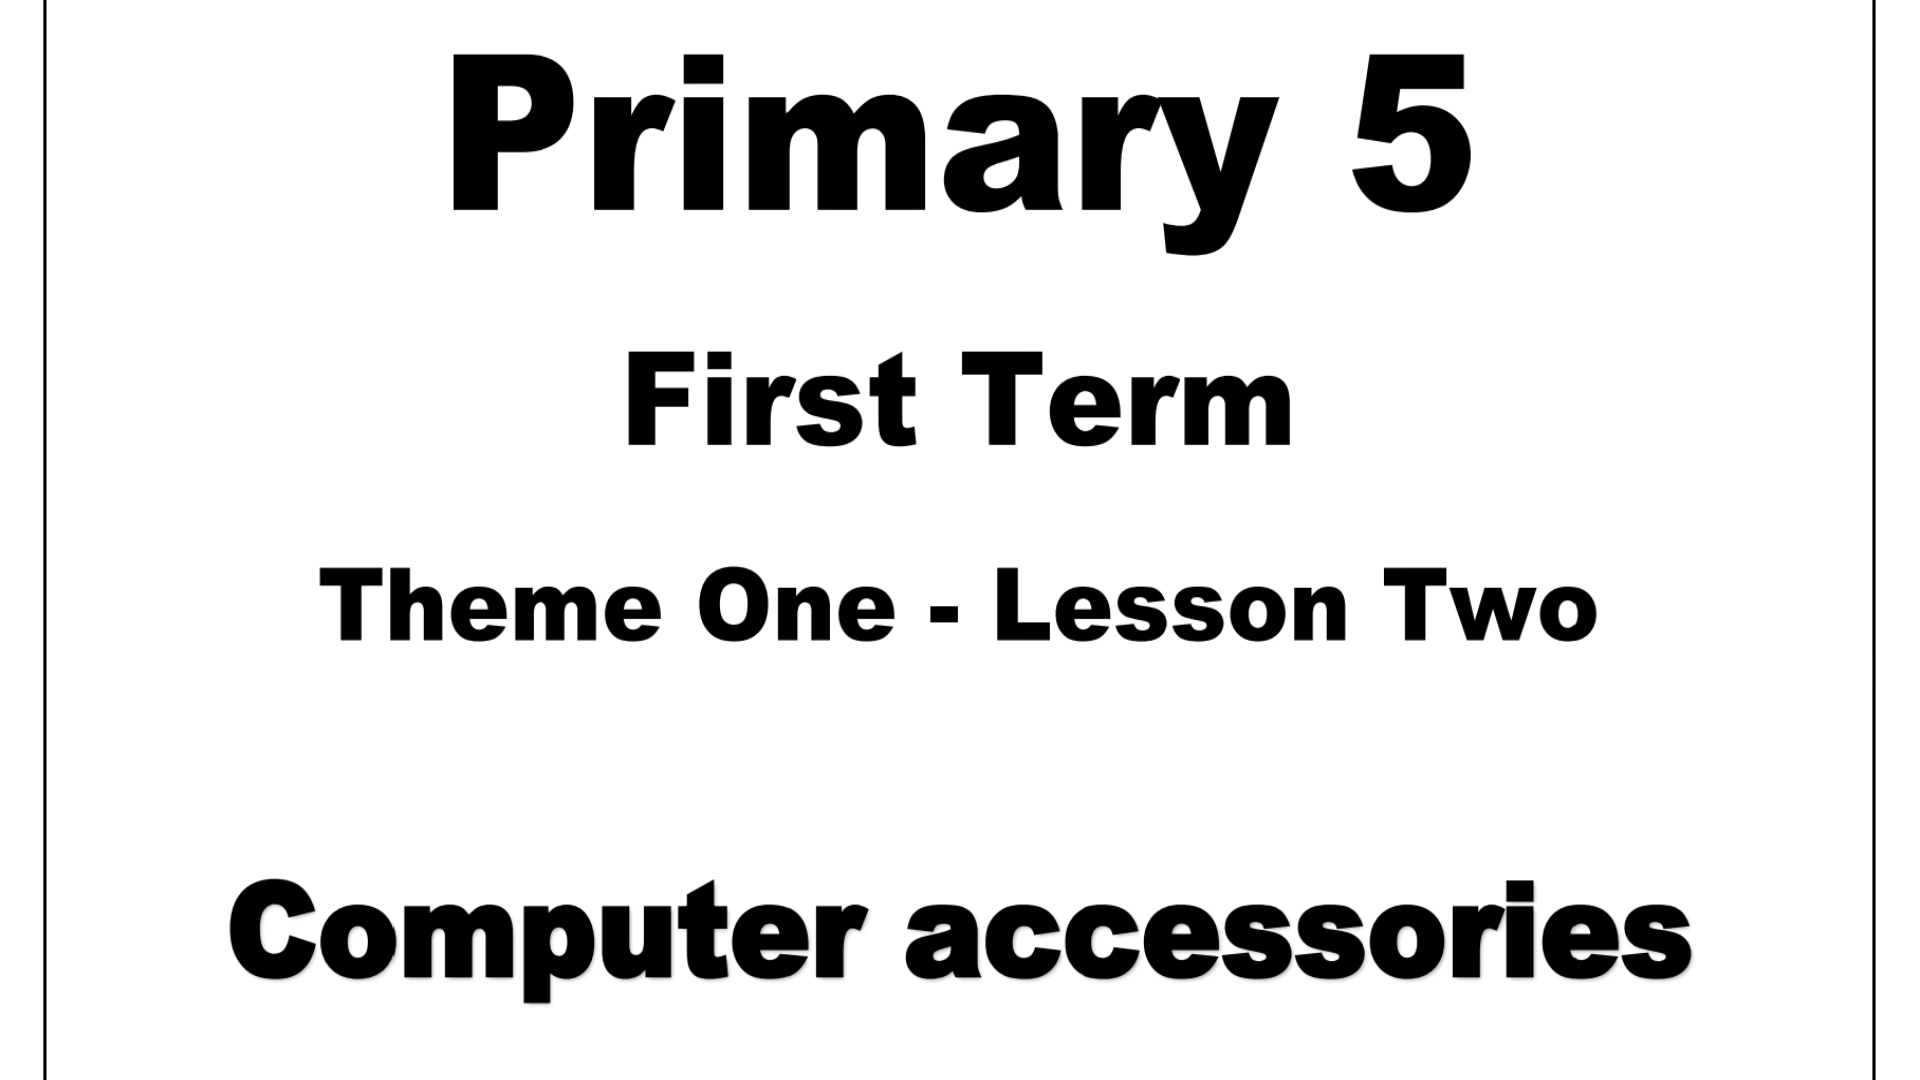 Primary 5
First Term
Theme One - Lesson Two
Computer accessories